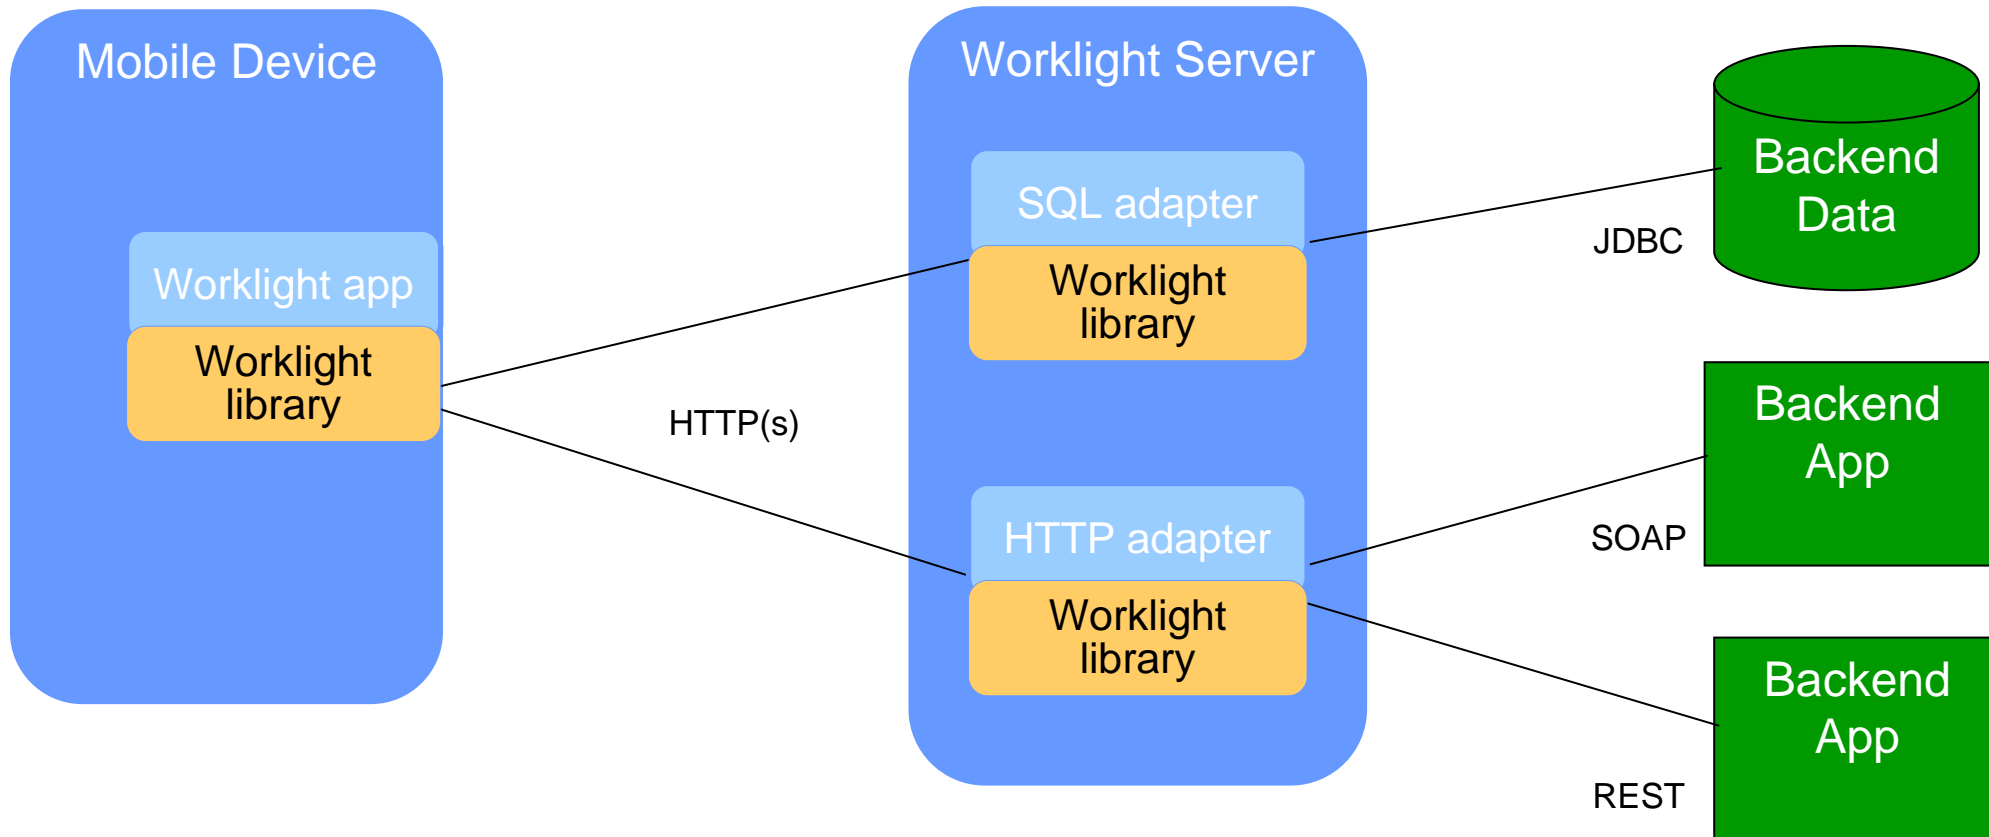 Mobile Device
Worklight app
Worklight
library
HTTP(s)
Worklight Server
SQL adapter
Worklight
library
HTTP adapter
Worklight
library
JDBC
Backend
Data
SOAP
Backend
App
REST
Backend
App